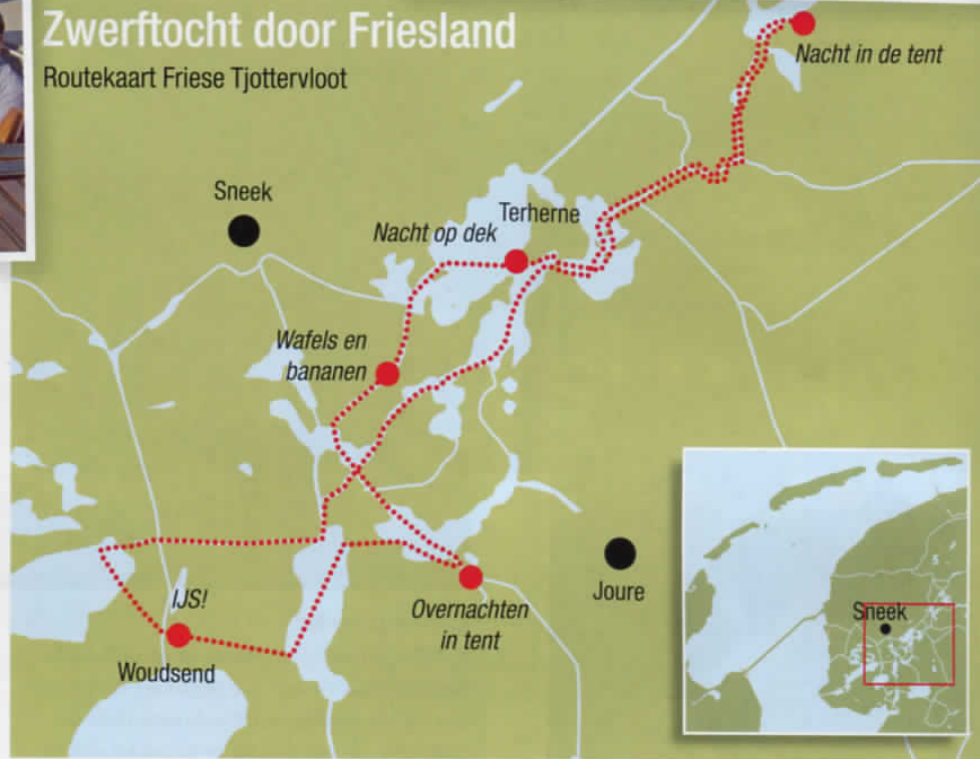 Zwerftocht door Friesland
Routekaart Friese Tjottervloot
Nacht in de tent
Sneek
Terherne
Nacht op dek
Wafels en
bananen
IJS!
Woudsend
Overnachten
in tent
Joure
Sneek